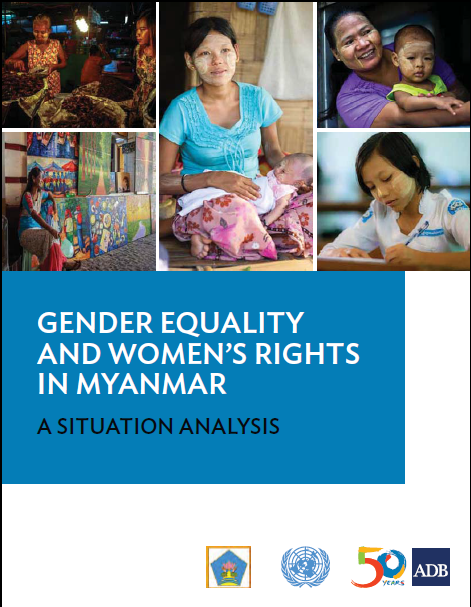 GENDER EQUALITY
AND WOMEN'S RIGHTS
IN MYANMAR
A SITUATION ANALYSIS
50
YEARS
ADB